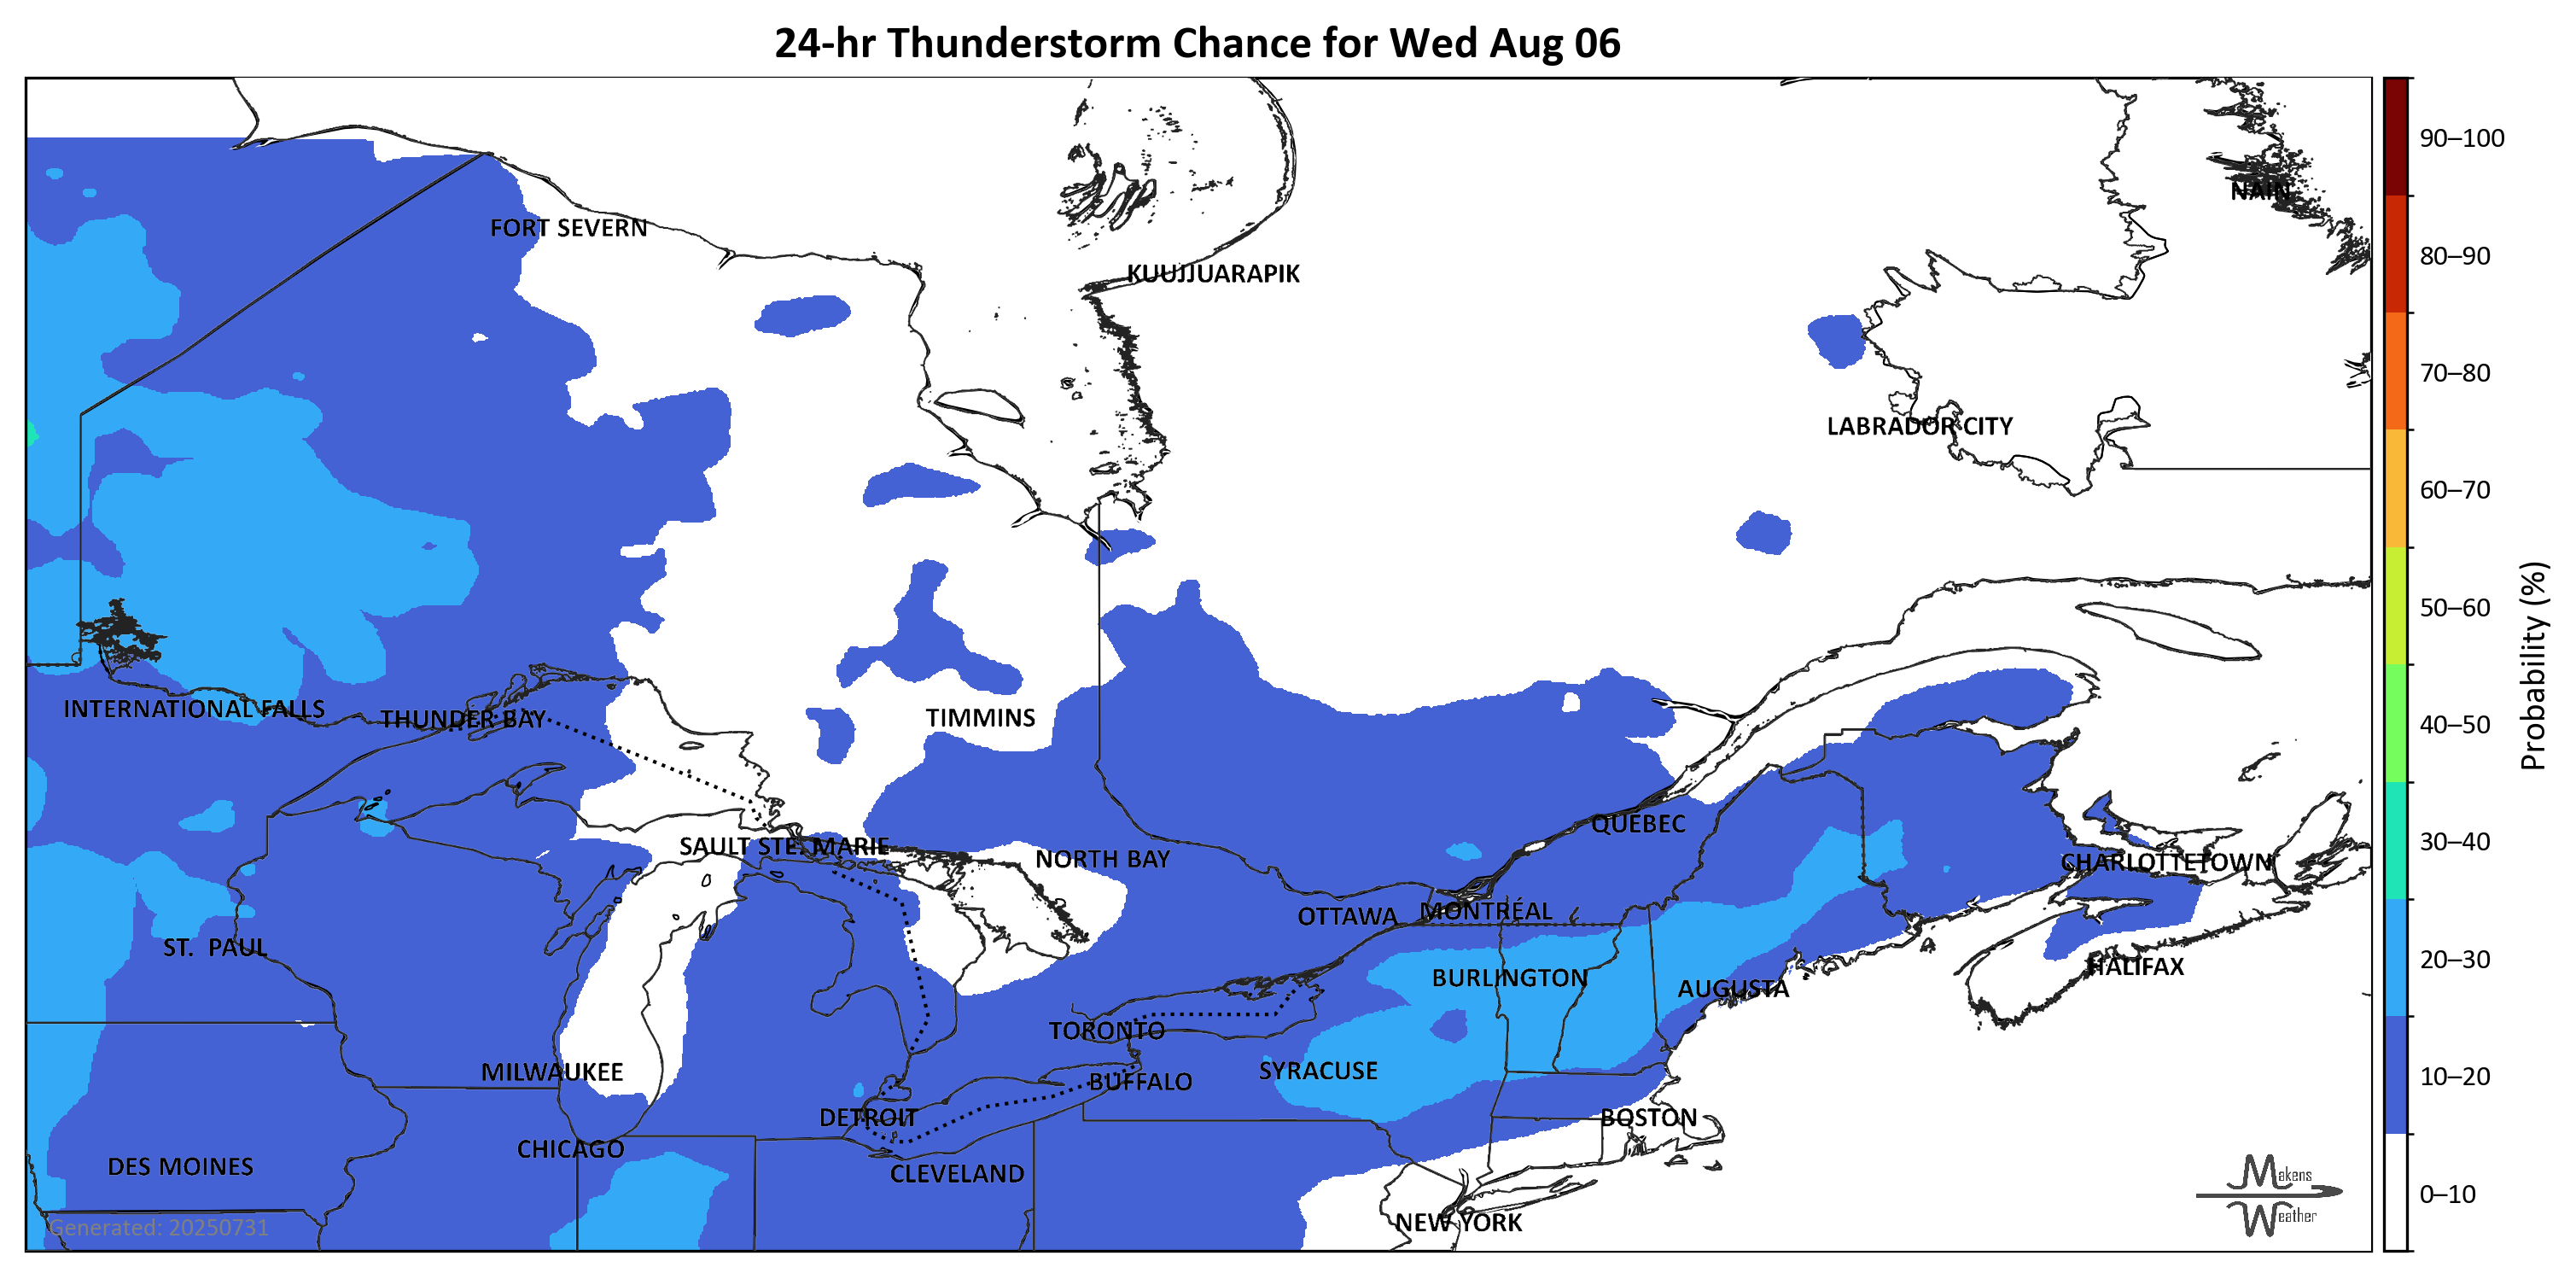 24-hr Thunderstorm Chance for Wed Aug 06
90–100
NAIN
FORT SEVERN
80–90
KUUJJUARAPIK
70–80
LABRADOR CITY
60–70
50–60
Probability (%)
INTERNATIONAL FALLS
THUNDER BAY
TIMMINS
40–50
QUEBEC
SAULT STE. MARIE
30–40
NORTH BAY
CHARLOTTETOWN
OTTAWA
MONTRÉAL
ST. PAUL
20–30
HALIFAX
BURLINGTON
AUGUSTA
TORONTO
MILWAUKEE
SYRACUSE
10–20
BUFFALO
DETROIT
BOSTON
CHICAGO
DES MOINES
CLEVELAND
Makens
0–10
Weather
NEW YORK
Generated: 20250731